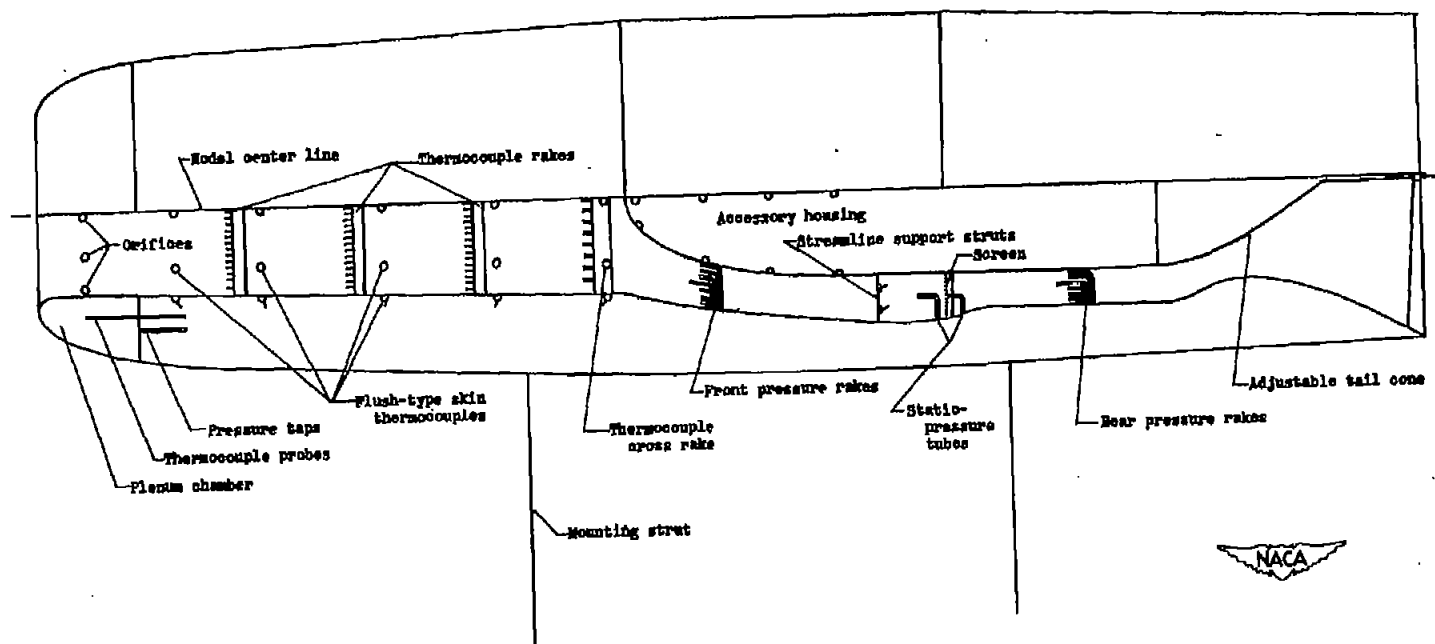 Model center line
Thermocouple rakes
Accessory housing
Streamline support struts
Screen
Orifices
Flush-type skin
thermocouples
Pressure taps
Thermocouple probes
Plenum chamber
Thermocouple
cross rake
Front pressure rakes
Static-
pressure
tubes
Rear pressure rakes
Adjustable tail cone
Mounting strut
NACA